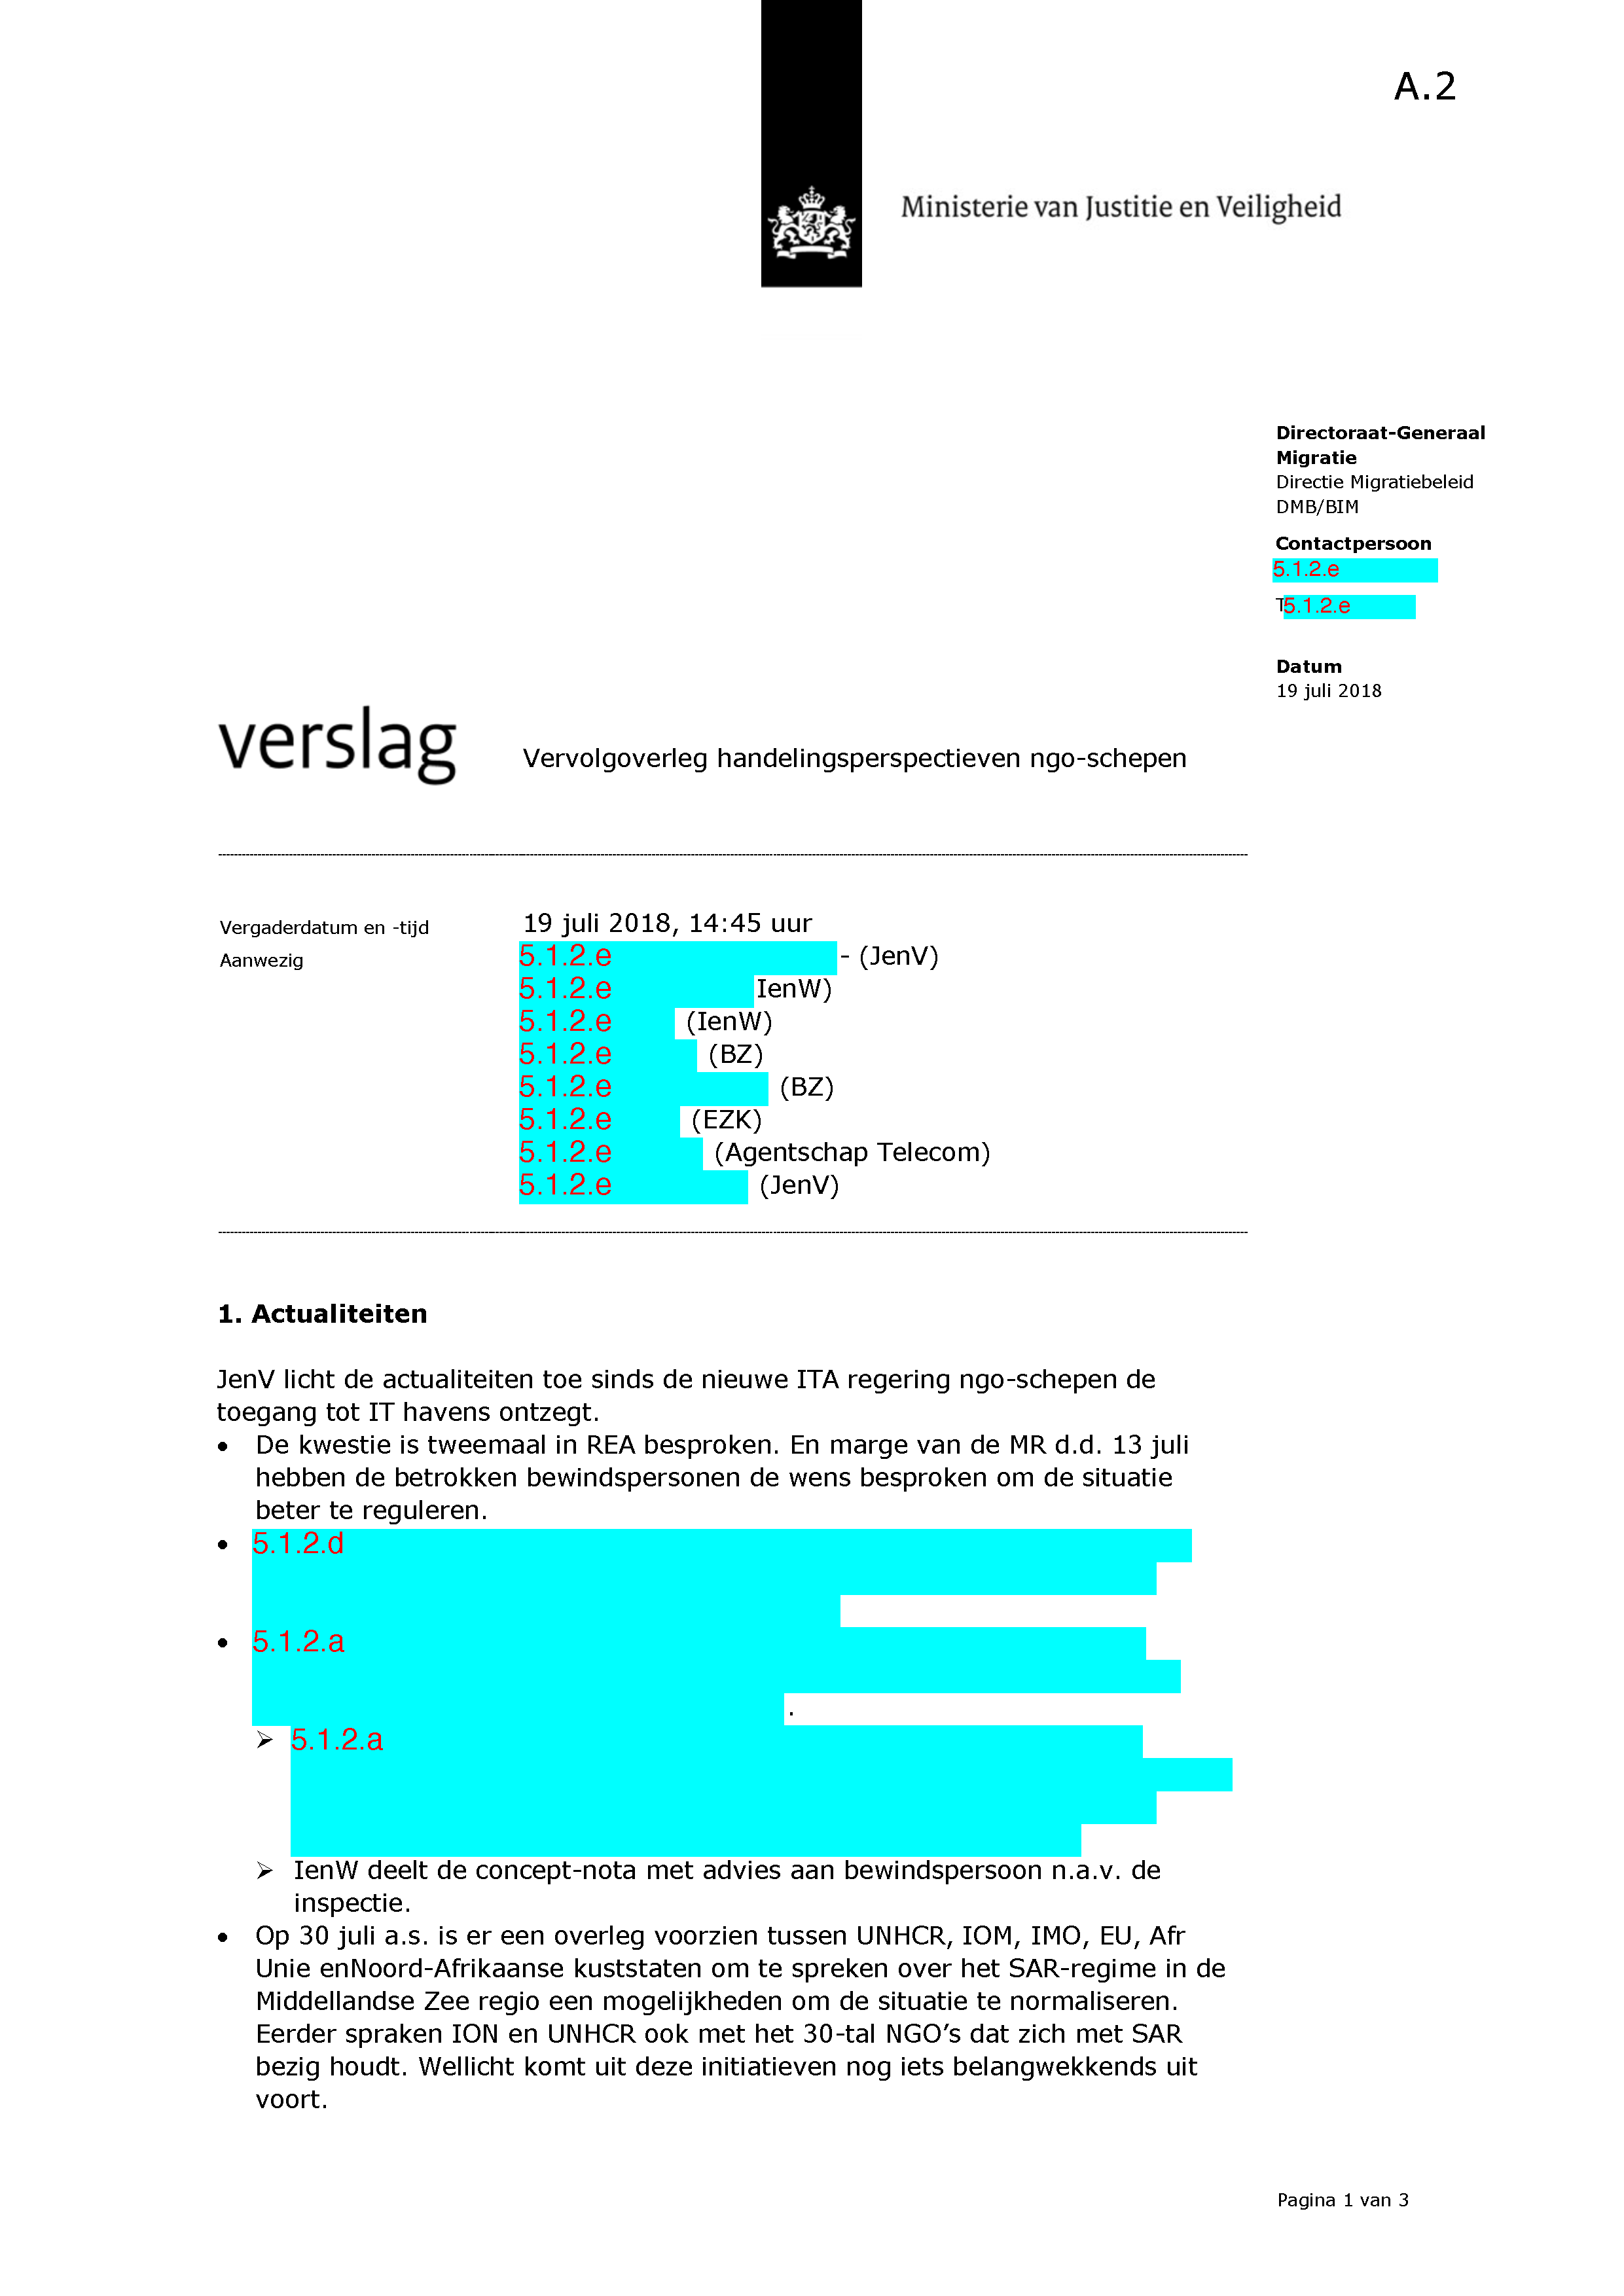 A.2
Ministerie van Justitie en Veiligheid
Directoraat-Generaal
Migratie
Directie Migratiebeleid
DMB/BIM
Contactpersoon
5.1.2.e
T5.1.2.e
Datum
19 juli 2018
verslag
Vervolgoverleg handelingsperspectieven ngo-schepen
Vergaderdatum en -tijd
19 juli 2018, 14:45 uur
Aanwezig
5.1.2.e - (JenV)
5.1.2.e IenW)
5.1.2.e (IenW)
5.1.2.e (BZ)
5.1.2.e (BZ)
5.1.2.e (EZK)
5.1.2.e (Agentschap Telecom)
5.1.2.e (JenV)
1. Actualiteiten
JenV licht de actualiteiten toe sinds de nieuwe ITA regering ngo-schepen de
toegang tot IT havens ontzegt.
• De kwestie is tweemaal in REA besproken. En marge van de MR d.d. 13 juli
hebben de betrokken bewindspersonen de wens besproken om de situatie
beter te reguleren.
• 5.1.2.d
• 5.1.2.a
.
➢ 5.1.2.a
➢ IenW deelt de concept-nota met advies aan bewindspersoon n.a.v. de
inspectie.
• Op 30 juli a.s. is er een overleg voorzien tussen UNHCR, IOM, IMO, EU, Afr
Unie enNoord-Afrikaanse kuststaten om te spreken over het SAR-regime in de
Middellandse Zee regio een mogelijkheden om de situatie te normaliseren.
Eerder spraken ION en UNHCR ook met het 30-tal NGO’s dat zich met SAR
bezig houdt. Wellicht komt uit deze initiatieven nog iets belangwekkends uit
voort.
Pagina 1 van 3